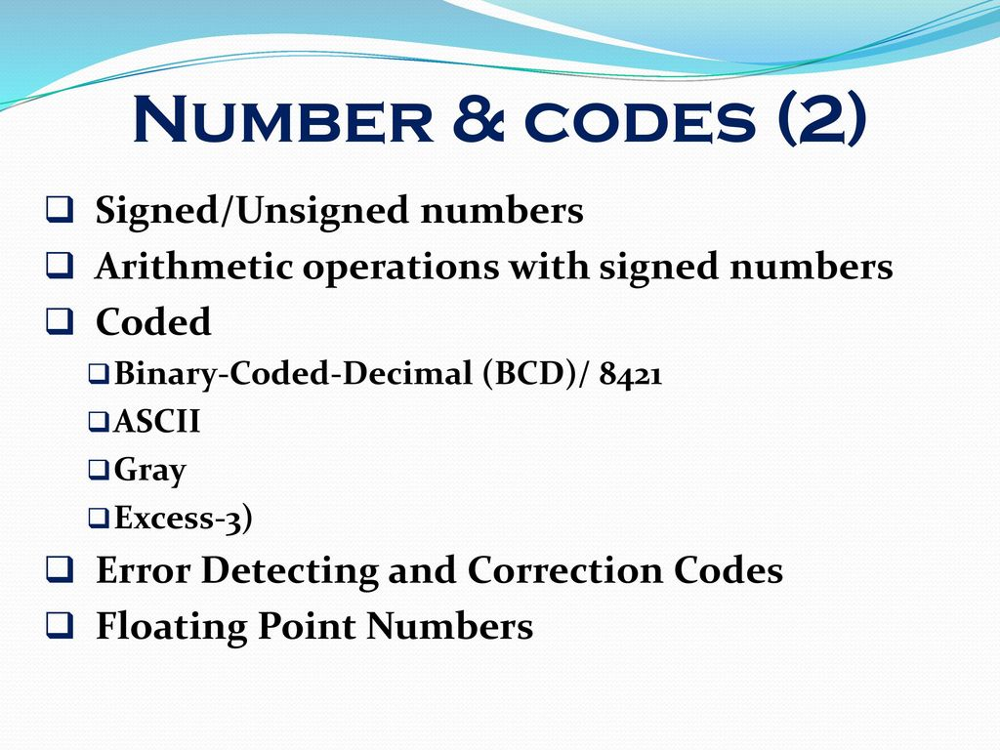 Number & codes (2)
Signed/Unsigned numbers
Arithmetic operations with signed numbers
Coded
Binary-Coded-Decimal (BCD)/ 8421
ASCII
Gray
Excess-3)
Error Detecting and Correction Codes
Floating Point Numbers